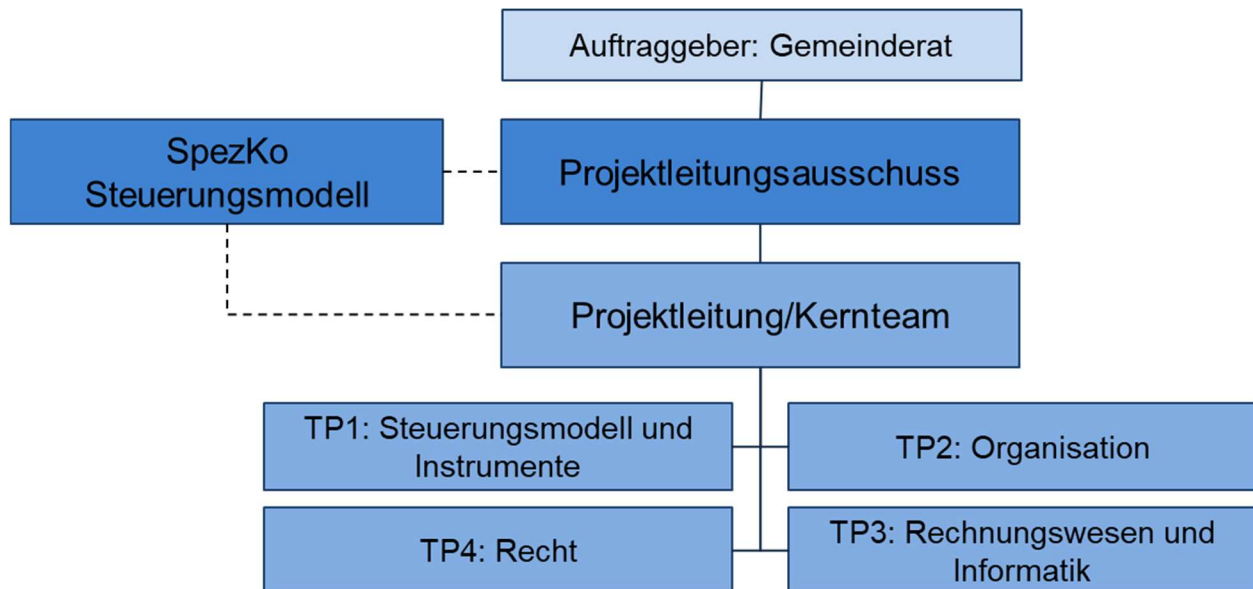 Auftraggeber: Gemeinderat
SpezKo
Steuerungsmodell
Projektleitungsausschuss
Projektleitung/Kernteam
TP1: Steuerungsmodell und
Instrumente
TP2: Organisation
TP4: Recht
TP3: Rechnungswesen und
Informatik